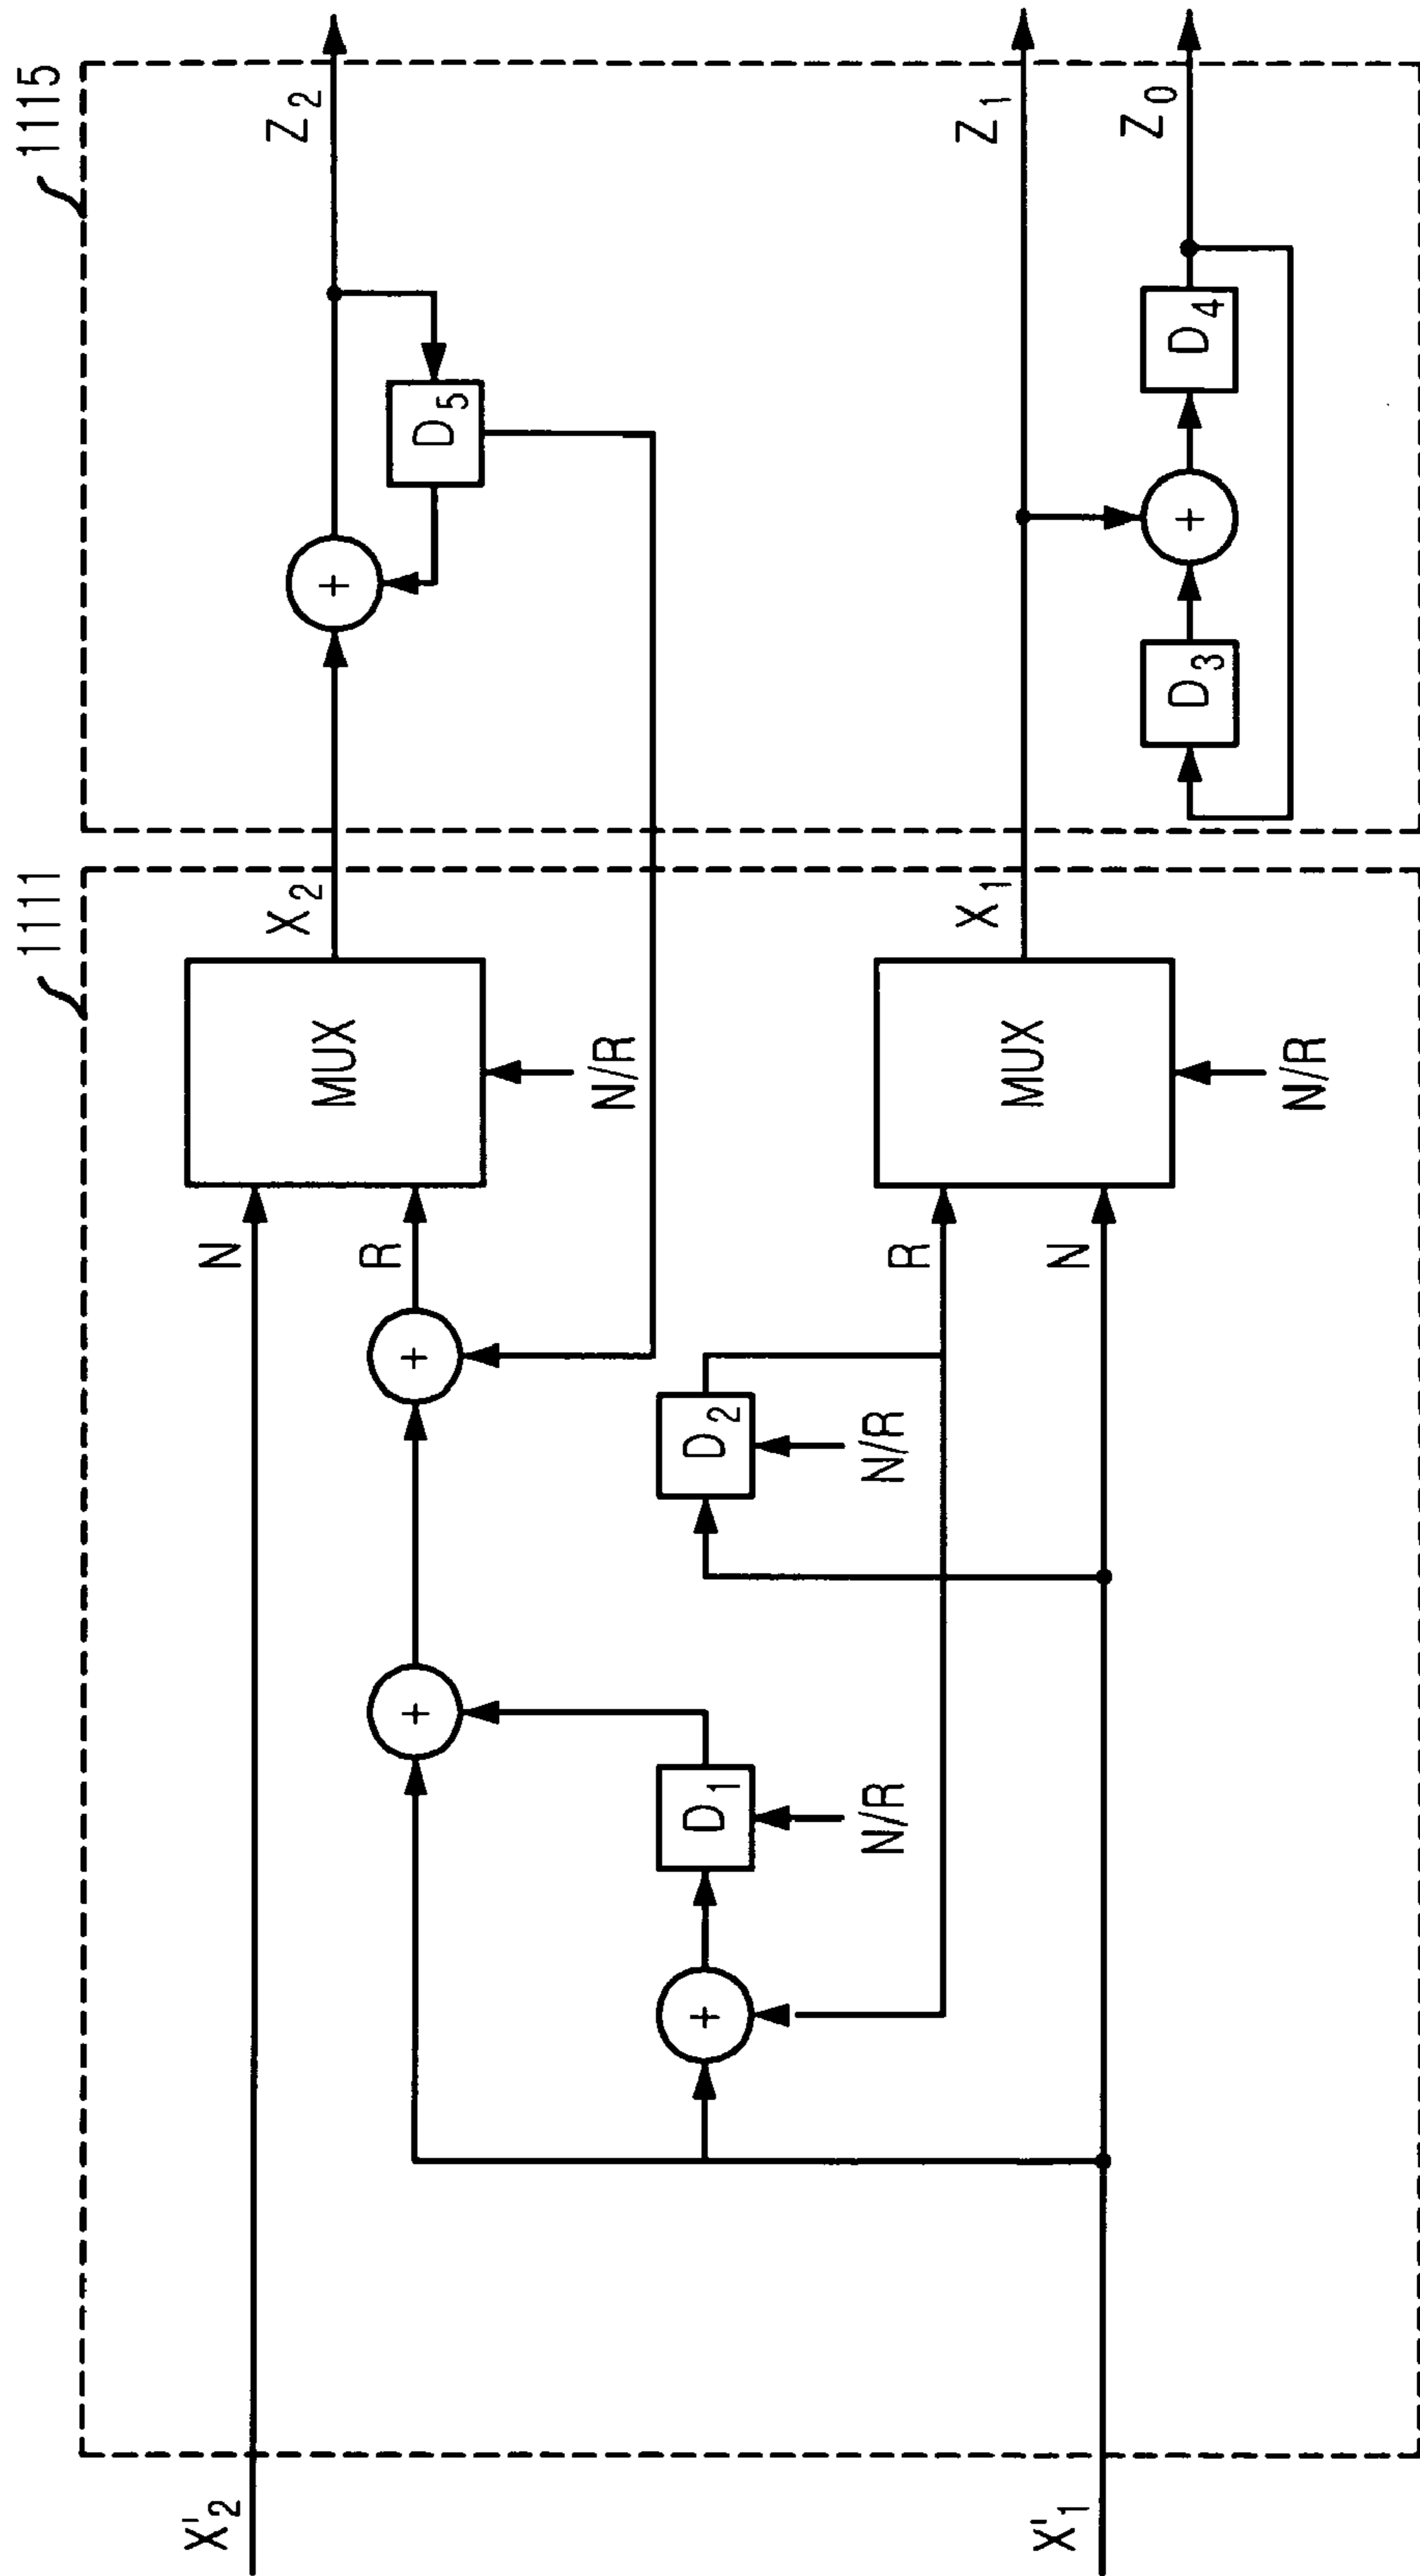 1111
1115
X'2
N
MUX
X2
+
Z2
R
+
+
D5
N/R
+
D1
N/R
D2
N/R
R
MUX
X1
Z1
X'1
N
N/R
D3
+
D4
Z0